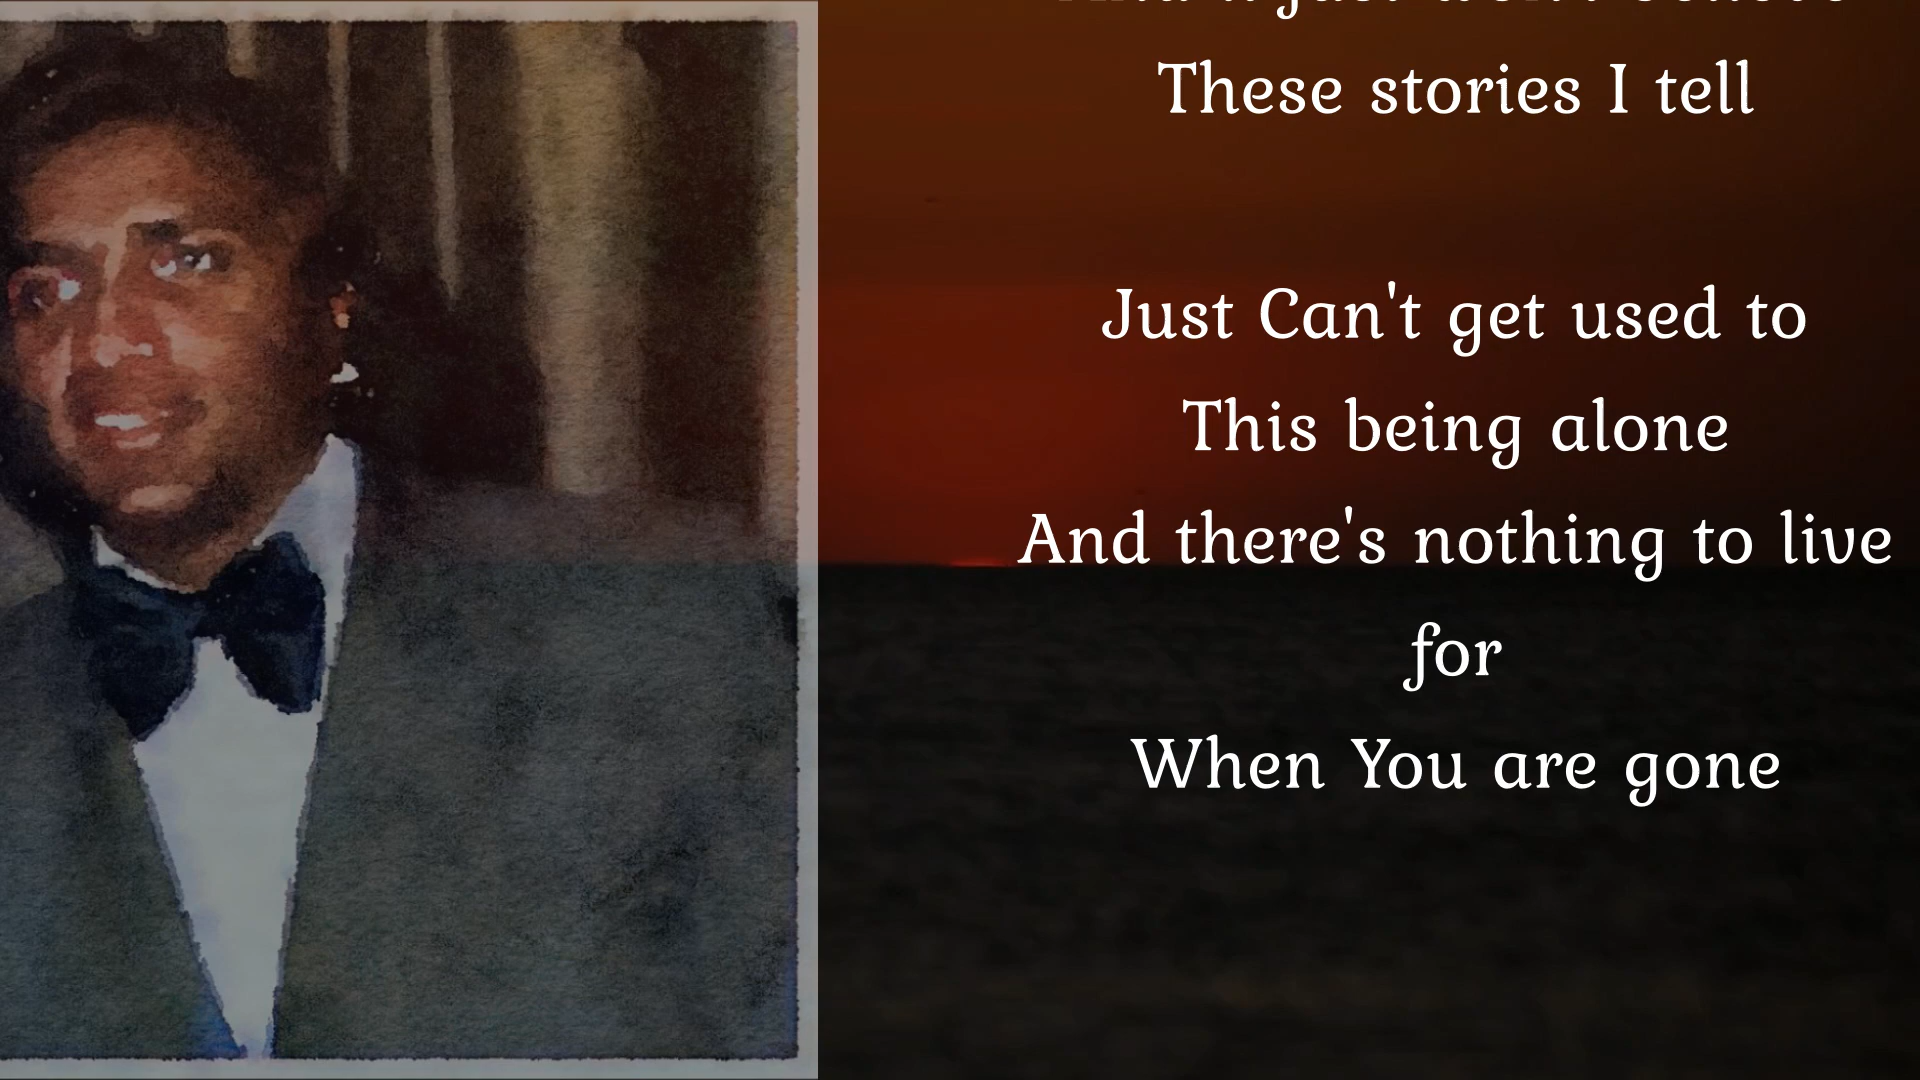 These stories I tell
Just Can't get used to
This being alone
And there's nothing to live
for
When You are gone